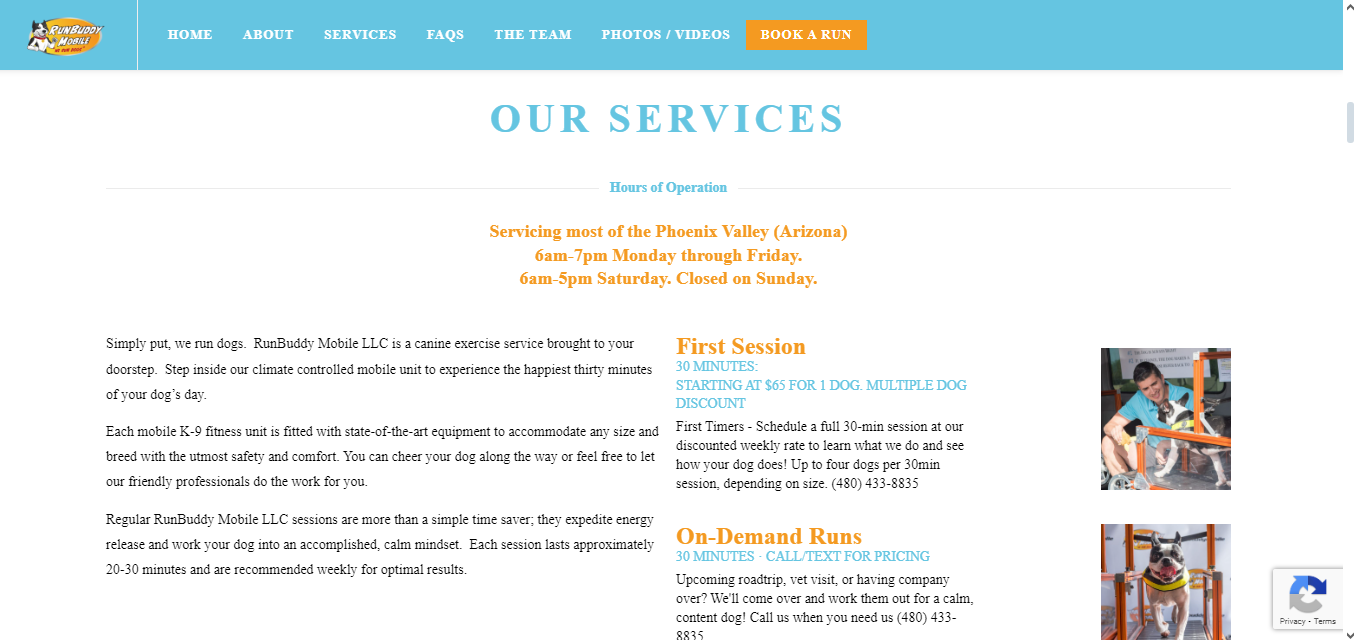 RUNBUDDY
MOBILE
WE RUN DOGS
HOME
ABOUT
SERVICES
FAQS
THE TEAM
PHOTOS / VIDEOS
BOOK A RUN
OUR SERVICES
Hours of Operation
Servicing most of the Phoenix Valley (Arizona)
6am-7pm Monday through Friday.
6am-5pm Saturday. Closed on Sunday.
Simply put, we run dogs.  RunBuddy Mobile LLC is a canine exercise service brought to your
doorstep.  Step inside our climate controlled mobile unit to experience the happiest thirty minutes
of your dog’s day.
Each mobile K-9 fitness unit is fitted with state-of-the-art equipment to accommodate any size and
breed with the utmost safety and comfort. You can cheer your dog along the way or feel free to let
our friendly professionals do the work for you.
Regular RunBuddy Mobile LLC sessions are more than a simple time saver; they expedite energy
release and work your dog into an accomplished, calm mindset.  Each session lasts approximately
20-30 minutes and are recommended weekly for optimal results.
First Session
30 MINUTES:
STARTING AT $65 FOR 1 DOG. MULTIPLE DOG
DISCOUNT
First Timers - Schedule a full 30-min session at our
discounted weekly rate to learn what we do and see
how your dog does! Up to four dogs per 30min
session, depending on size. (480) 433-8835
On-Demand Runs
30 MINUTES · CALL/TEXT FOR PRICING
Upcoming roadtrip, vet visit, or having company
over? We'll come over and work them out for a calm,
content dog! Call us when you need us (480) 433-
8835
Privacy - Terms